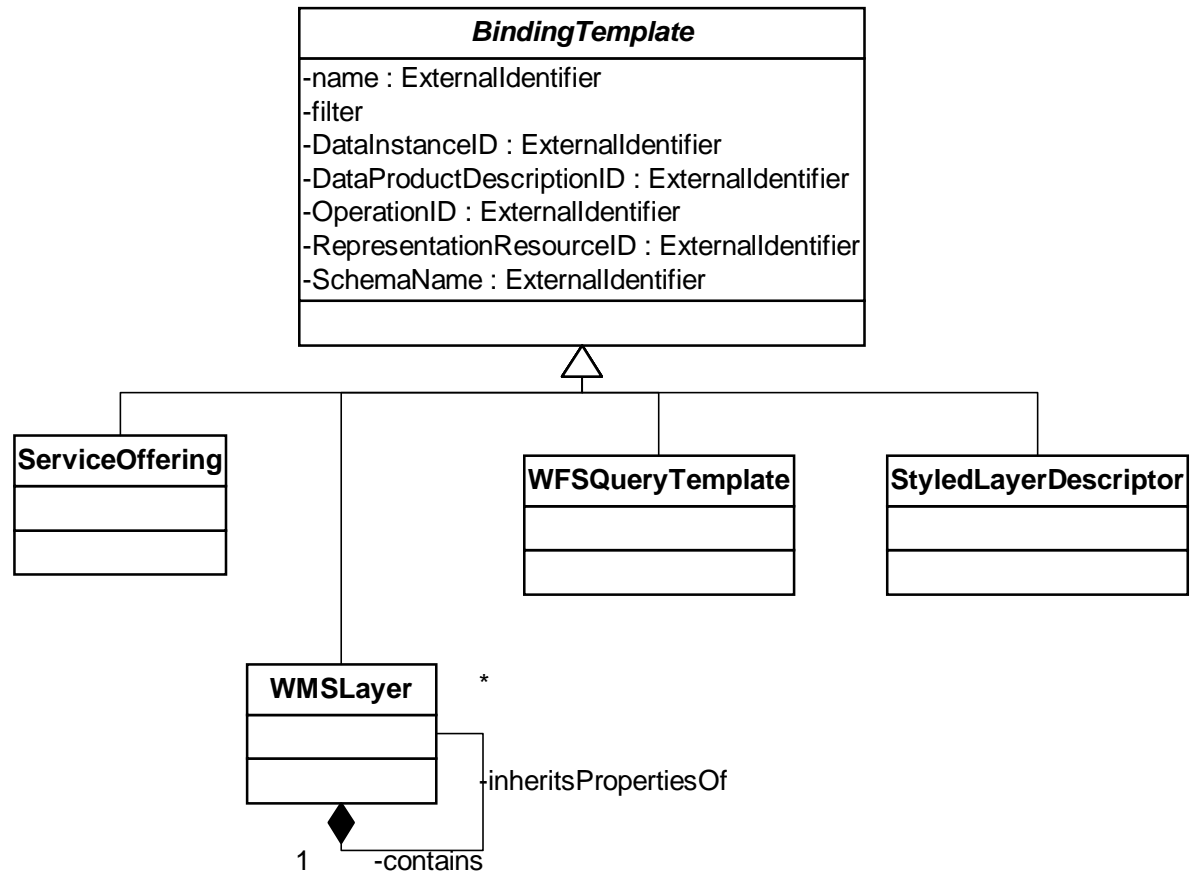 BindingTemplate
-name : ExternalIdentifier
-filter
-DataInstanceID : ExternalIdentifier
-DataProductDescriptionID : ExternalIdentifier
-OperationID : ExternalIdentifier
-RepresentationResourceID : ExternalIdentifier
-SchemaName : ExternalIdentifier
ServiceOffering
WFSQueryTemplate
StyledLayerDescriptor
WMSLayer
*
-inheritsPropertiesOf
1
-contains